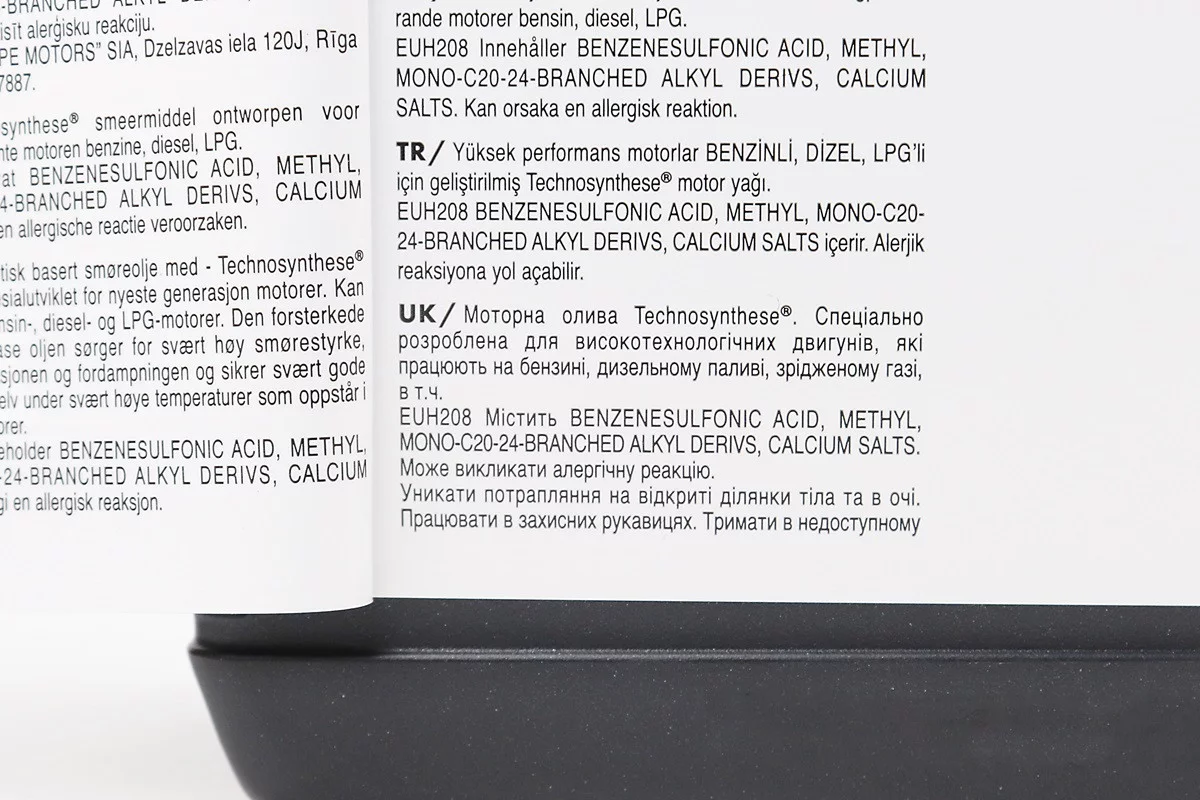 BRANCHED ALKYL DE
isīt alerģisku reakciju.
PE MOTORS” SIA, Dzelzavas iela 120J, Rīga
7887.
synthese® smeermiddel ontworpen voor
motoren benzine, diesel, LPG.
at BENZENESULFONIC ACID, METHYL,
4-BRANCHED ALKYL DERIVS, CALCIUM
en allergische reactie veroorzaken.
tisk basert smøreolje med - Technosynthese®
sialutviklet for nyeste generasjon motorer. Kan
nsin-, diesel- og LPG-motorer. Den forsterkede
ase oljen sørger for svært høy smørestyrke,
sjonen og fordampningen og sikrer svært gode
elv under svært høye temperaturer som oppstår i
orer.
eholder BENZENESULFONIC ACID, METHYL,
-24-BRANCHED ALKYL DERIVS, CALCIUM
gi en allergisk reaksjon.
rande motorer bensin, diesel, LPG.
EUH208 Innehåller BENZENESULFONIC ACID, METHYL,
MONO-C20-24-BRANCHED ALKYL DERIVS, CALCIUM
SALTS. Kan orsaka en allergisk reaktion.
TR/ Yüksek performans motorlar BENZİNLİ, DİZEL, LPG’li
için geliştirilmiş Technosynthese® motor yağı.
EUH208 BENZENESULFONIC ACID, METHYL, MONO-C20-
24-BRANCHED ALKYL DERIVS, CALCIUM SALTS içerir. Alerjik
reaksiyona yol açabilir.
UK/ Моторна олива Technosynthese®. Спеціально
розроблена для високотехнологічних двигунів, які
працюють на бензині, дизельному паливі, зрідженому газі,
в т.ч.
EUH208 Містить BENZENESULFONIC ACID, METHYL,
MONO-C20-24-BRANCHED ALKYL DERIVS, CALCIUM SALTS.
Може викликати алергічну реакцію.
Уникати потрапляння на відкриті ділянки тіла та в очі.
Працювати в захисних рукавицях. Тримати в недоступному